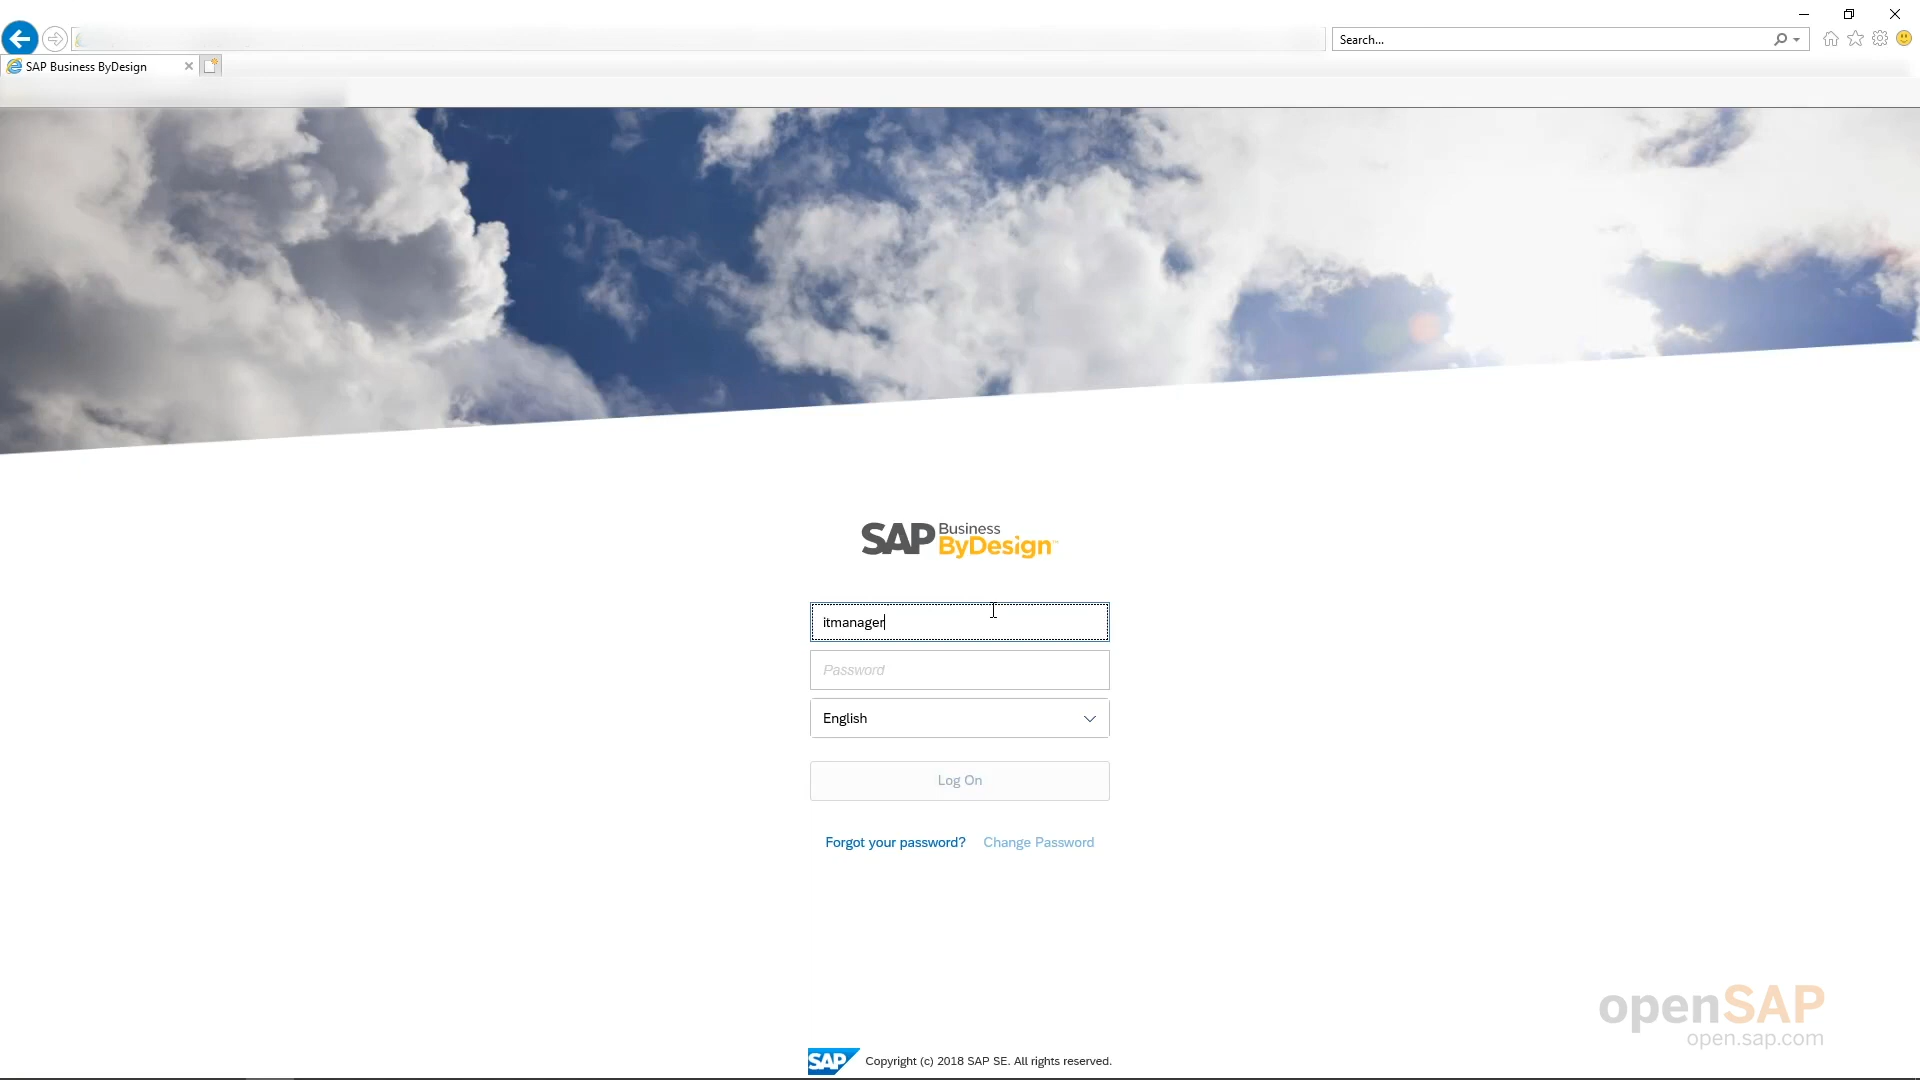 Search...
SAP Business ByDesign
SAP Business
ByDesign™
itmanager
Password
English
Log On
Forgot your password? Change Password
openSAP
open.sap.com
SAP Copyright (c) 2018 SAP SE. All rights reserved.